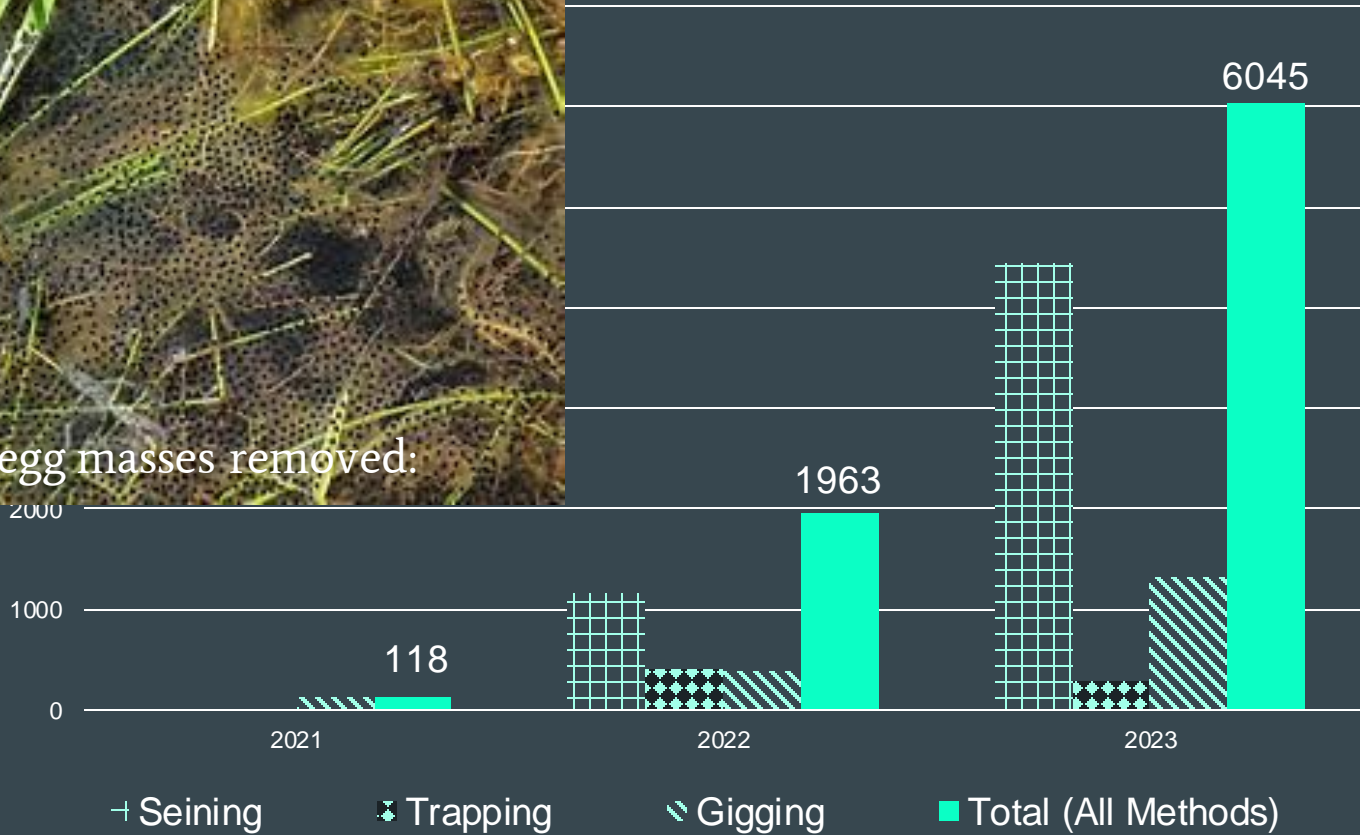 6045
egg masses removed:
1963
2000
1000
118
0
2021 2022 2023
Seining Trapping Gigging Total (All Methods)